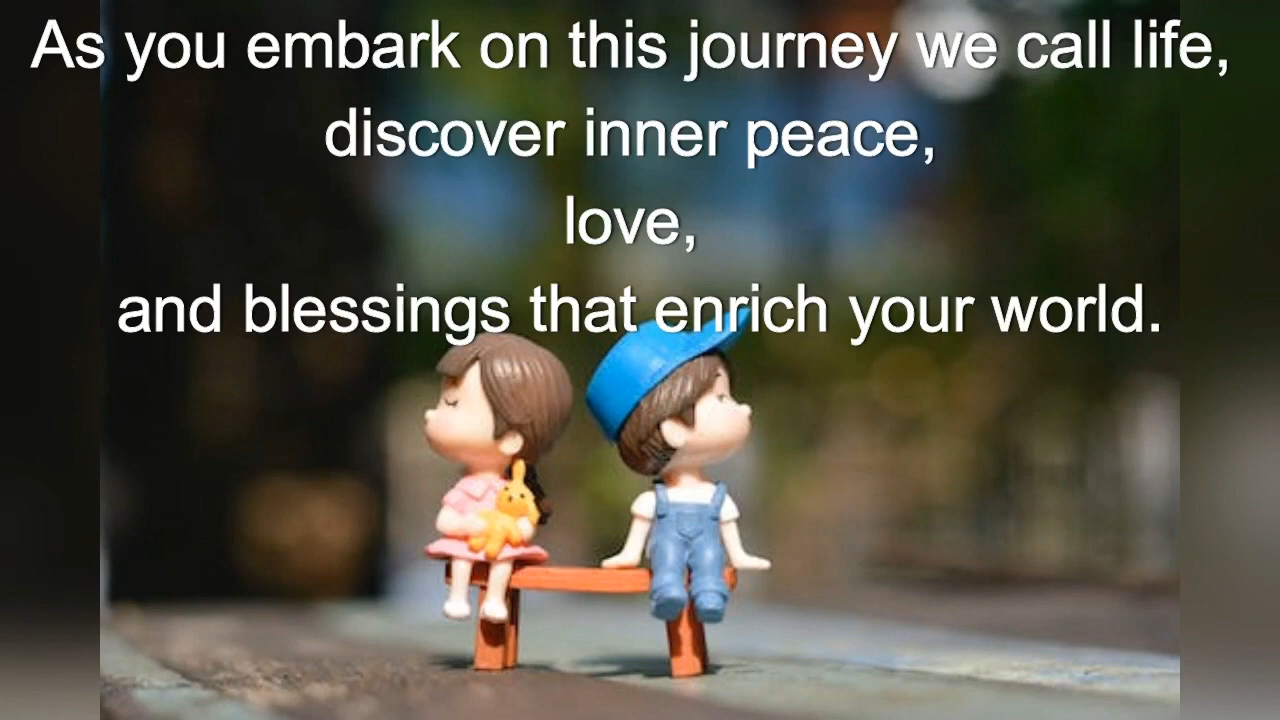 As you embark on this journey we call life,
discover inner peace,
love,
and blessings that enrich your world.